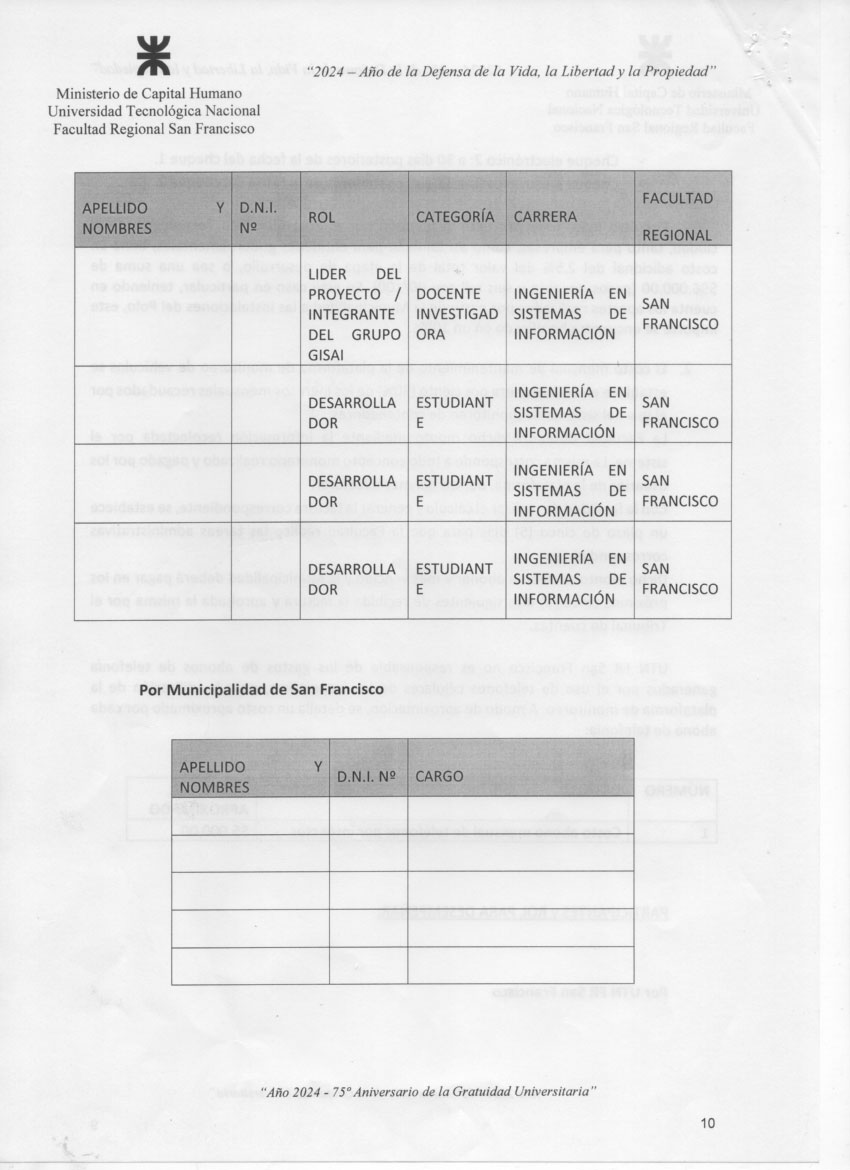 "2024 – Año de la Defensa de la Vida, la Libertad y la Propiedad"
Ministerio de Capital Humano
Universidad Tecnológica Nacional
Facultad Regional San Francisco
APELLIDO Y NOMBRES | D.N.I. Nº | ROL | CATEGORÍA | CARRERA | FACULTAD REGIONAL
LIDER DEL PROYECTO / INTEGRANTE DEL GRUPO GISAI | DOCENTE INVESTIGADORA | INGENIERÍA EN SISTEMAS DE INFORMACIÓN | SAN FRANCISCO
DESARROLLADOR | ESTUDIANTE | INGENIERÍA EN SISTEMAS DE INFORMACIÓN | SAN FRANCISCO
DESARROLLADOR | ESTUDIANTE | INGENIERÍA EN SISTEMAS DE INFORMACIÓN | SAN FRANCISCO
DESARROLLADOR | ESTUDIANTE | INGENIERÍA EN SISTEMAS DE INFORMACIÓN | SAN FRANCISCO
Por Municipalidad de San Francisco
APELLIDO Y NOMBRES | D.N.I. Nº | CARGO
"Año 2024 - 75º Aniversario de la Gratuidad Universitaria"
10